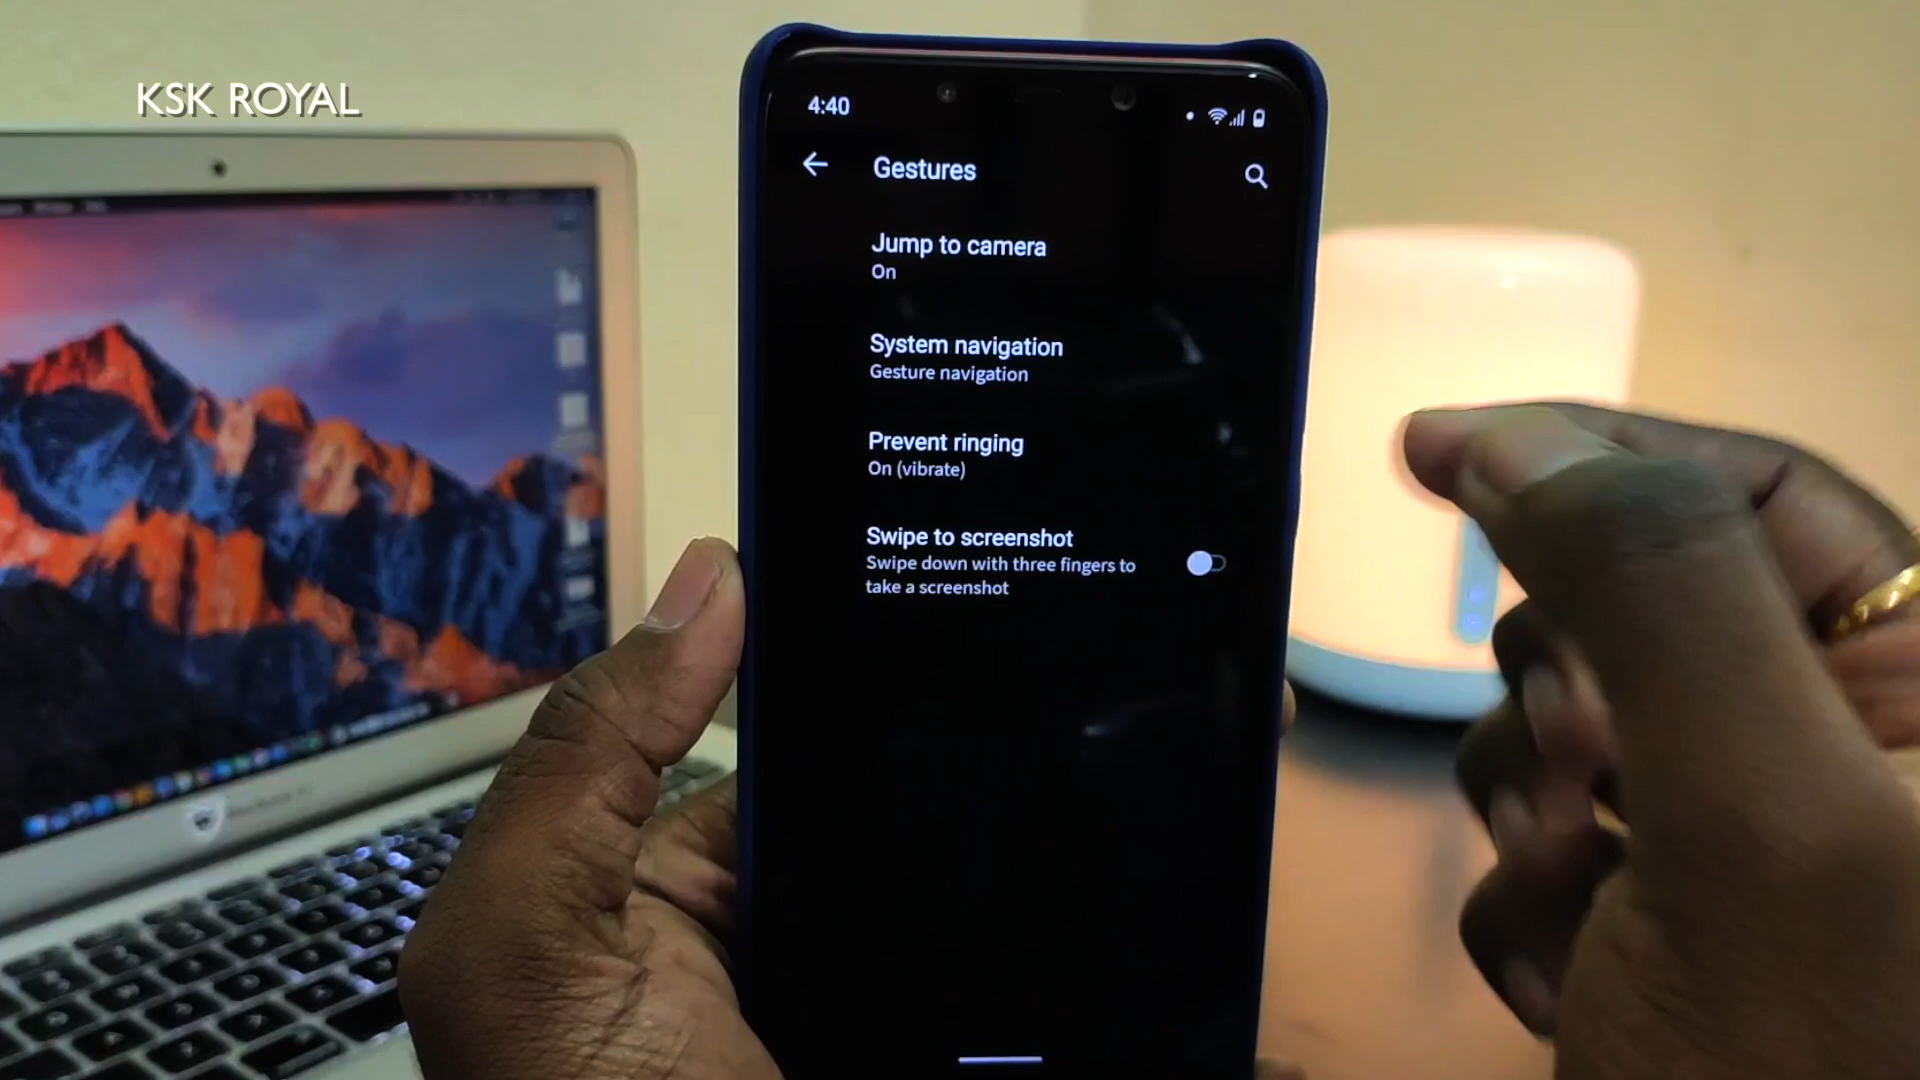 KSK ROYAL
4:40
Gestures
Jump to camera
On
System navigation
Gesture navigation
Prevent ringing
On (vibrate)
Swipe to screenshot
Swipe down with three fingers to
take a screenshot